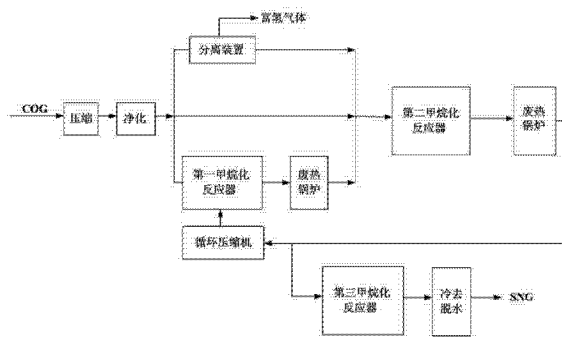 富氢气体
分离装置
COG
压缩
净化
第二甲烷化
反应器
废热
锅炉
第一甲烷化
反应器
废热
锅炉
循环压缩机
第三甲烷化
反应器
冷去
脱水
SNG